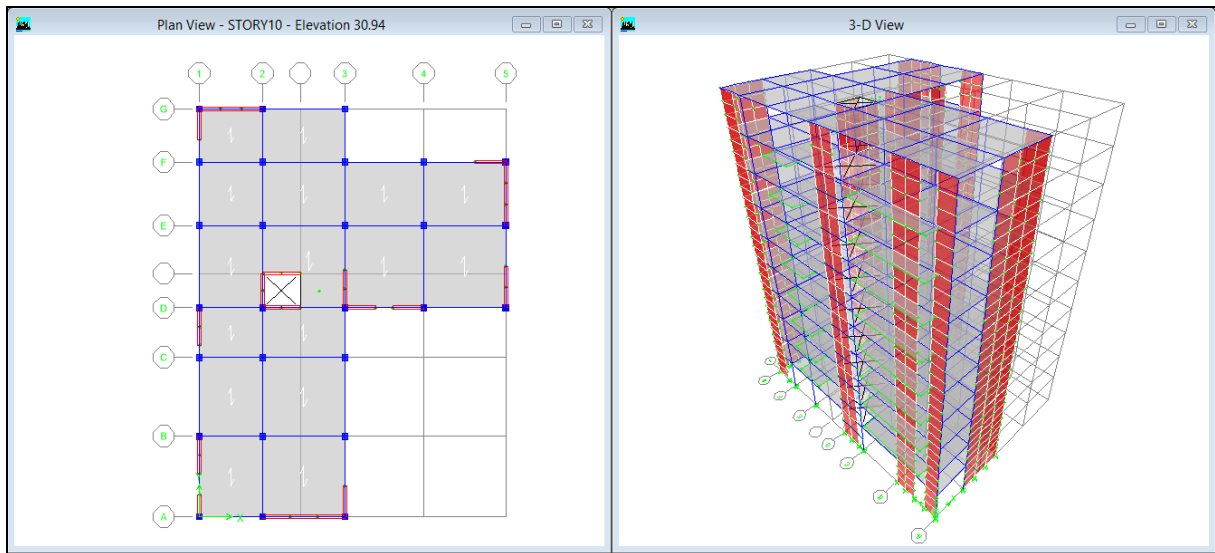 Plan View - STORY10 - Elevation 30.94
3-D View
1 2 3 4 5
G
F
E
D
C
B
A
X